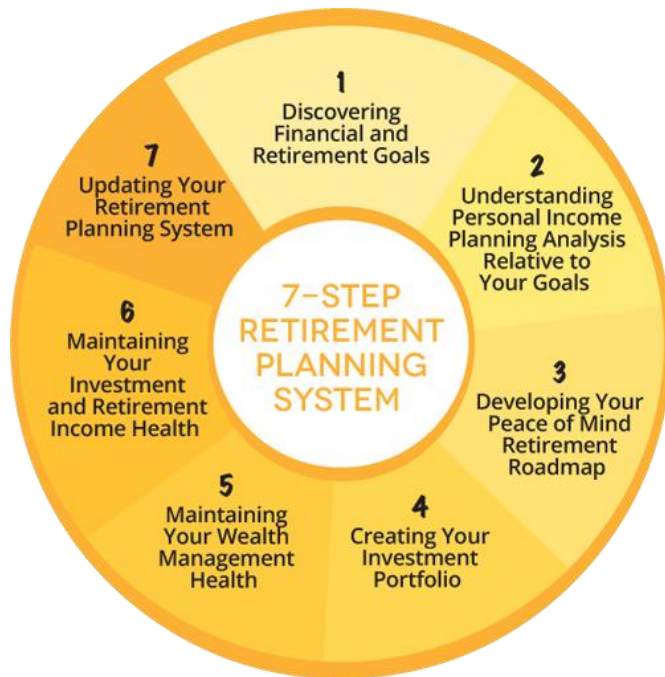 1
Discovering
Financial and
Retirement Goals
2
Understanding
Personal Income
Planning Analysis
Relative to
Your Goals
3
Developing Your
Peace of Mind
Retirement
Roadmap
4
Creating Your
Investment
Portfolio
5
Maintaining
Your Wealth
Management
Health
6
Maintaining
Your
Investment
and Retirement
Income Health
7
Updating Your
Retirement
Planning System
7-STEP
RETIREMENT
PLANNING
SYSTEM